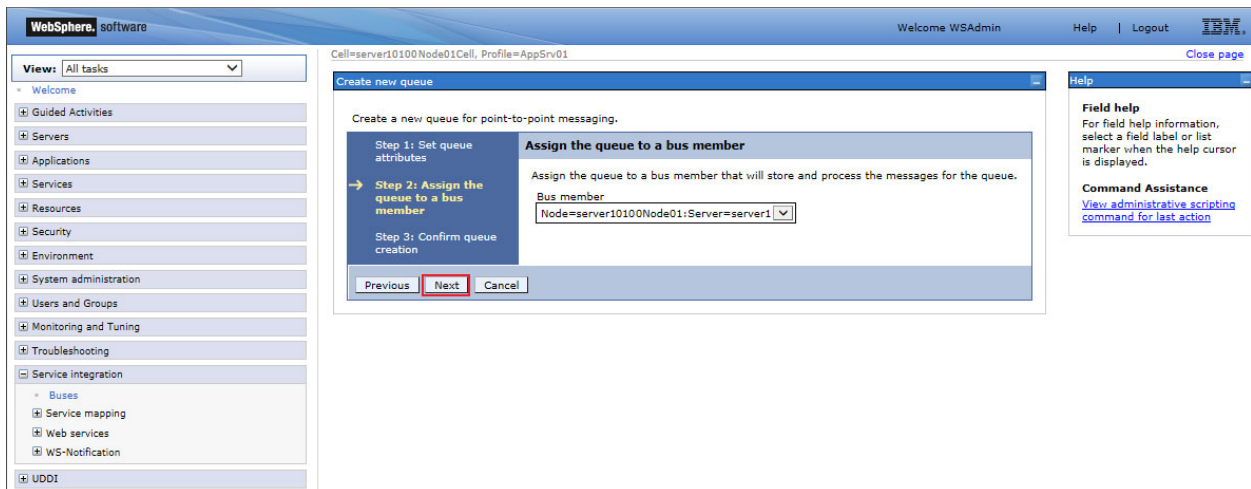 WebSphere. software
Welcome WSAdmin
Help | Logout
IBM.
View: All tasks
Welcome
Guided Activities
Servers
Applications
Services
Resources
Security
Environment
System administration
Users and Groups
Monitoring and Tuning
Troubleshooting
Service integration
Buses
Service mapping
Web services
WS-Notification
UDDI
Cell=server10100Node01Cell, Profile=AppSrv01
Close page
Create new queue
Create a new queue for point-to-point messaging.
Step 1: Set queue
attributes
Step 2: Assign the
queue to a bus
member
Step 3: Confirm queue
creation
Assign the queue to a bus member
Assign the queue to a bus member that will store and process the messages for the queue.
Bus member
Node=server10100Node01:Server=server1
Previous Next Cancel
Help
Field help
For field help information,
select a field label or list
marker when the help cursor
is displayed.
Command Assistance
View administrative scripting
command for last action